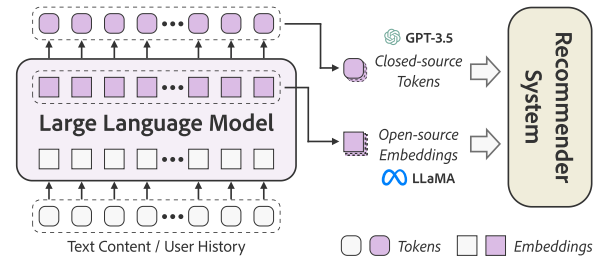 GPT-3.5
Closed-source
Tokens
Large Language Model
Open-source
Embeddings
LLaMA
Recommender
System
Text Content / User History
Tokens
Embeddings